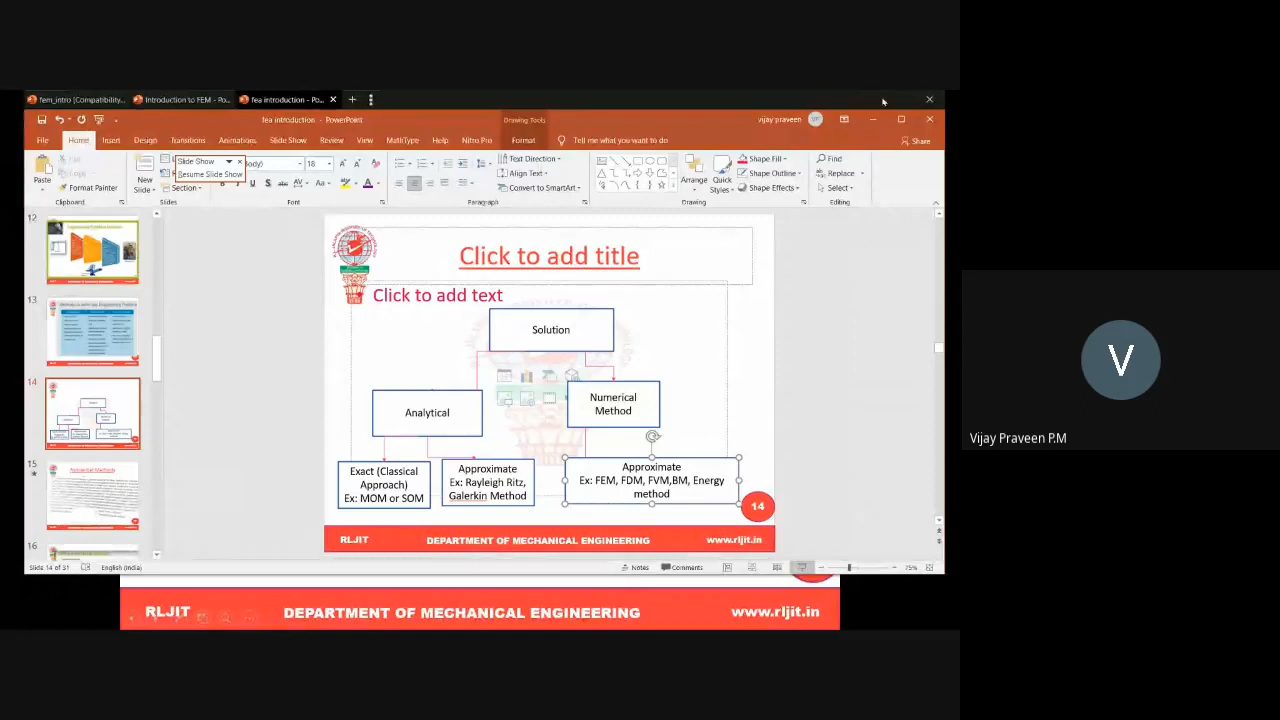 fem_intro [Compatibility...
Introduction to FEM - Po...
fea introduction - Po...
fea introduction - PowerPoint
Drawing Tools
vijay praveen
File
Home
Insert
Design
Transitions
Animations
Slide Show
Review
View
MathType
Help
Nitro Pro
Format
Tell me what you want to do
Share
Paste
Format Painter
Clipboard
New
Slide
Section
Slides
Slide Show
Resume Slide Show
18
Font
Text Direction
Align Text
Convert to SmartArt
Paragraph
Arrange
Quick
Styles
Shape Fill
Shape Outline
Shape Effects
Drawing
Find
Replace
Select
Editing
12
13
14
15
16
Click to add title
Click to add text
Solution
Analytical
Numerical
Method
Exact (Classical
Approach)
Ex: MOM or SOM
Approximate
Ex: Rayleigh Ritz,
Galerkin Method
Approximate
Ex: FEM, FDM, FVM,BM, Energy
method
14
RLJIT
DEPARTMENT OF MECHANICAL ENGINEERING
www.rljit.in
Slide 14 of 31
English (India)
Notes
Comments
75%
RLJIT
DEPARTMENT OF MECHANICAL ENGINEERING
www.rljit.in
V
Vijay Praveen P.M